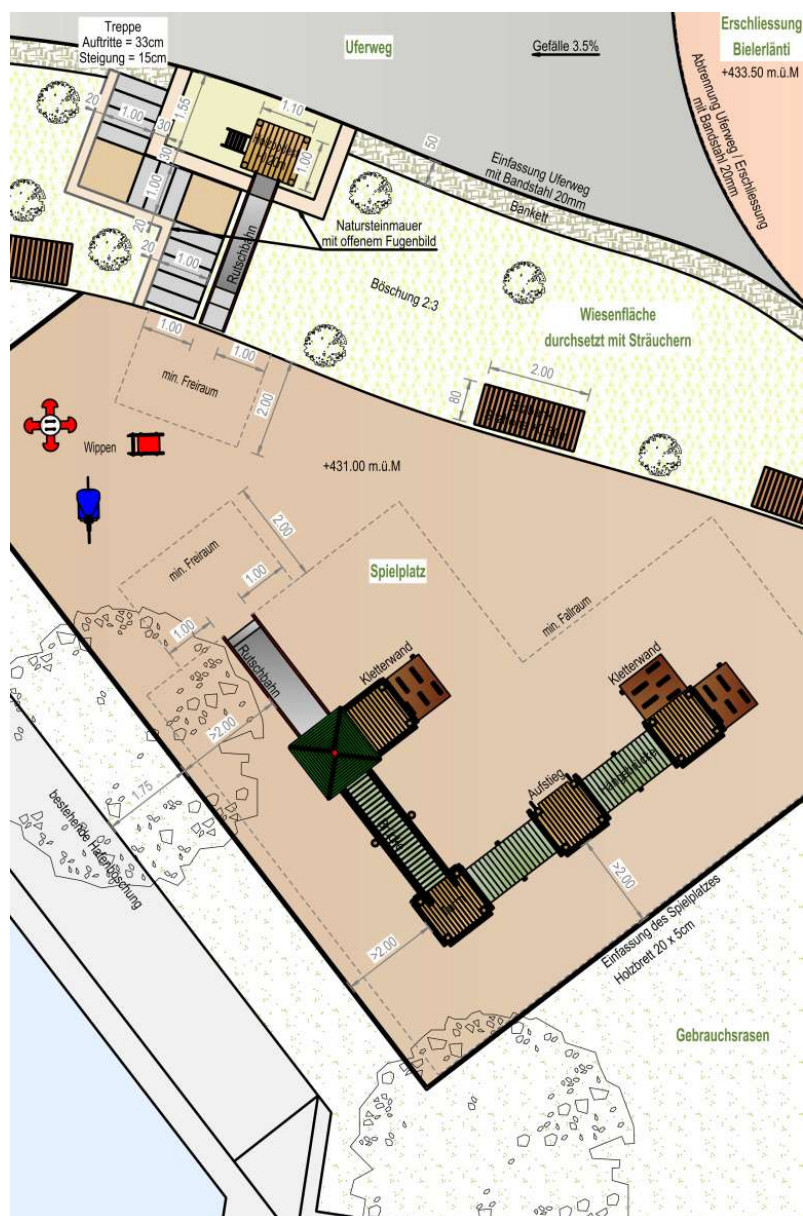 Treppe
Auftritte = 33cm
Steigung = 15cm
Uferweg
Gefälle 3.5%
Erschliessung
Bielerlänti
+433.50 m.ü.M
Abtrennung Uferweg / Erschliessung
mit Bandstahl 20mm
20
1.00
30
1.55
1.10
1.00
30
1.00
20
20
1.00
50
Einfassung Uferweg
mit Bandstahl 20mm
Bankett
Natursteinmauer
mit offenem Fugenbild
Rutschbahn
Böschung 2:3
Wiesenfläche
durchsetzt mit Sträuchern
1.00
1.00
min. Freiraum
2.00
2.00
80
Wippen
+431.00 m.ü.M
2.00
min. Freiraum
1.00
Spielplatz
min. Fallraum
1.00
Rutschbahn
Kletterwand
Kletterwand
>2.00
1.75
bestehende Hafenböschung
Aufstieg
>2.00
>2.00
Einfassung des Spielplatzes
Holzbrett 20 x 5cm
Gebrauchsrasen